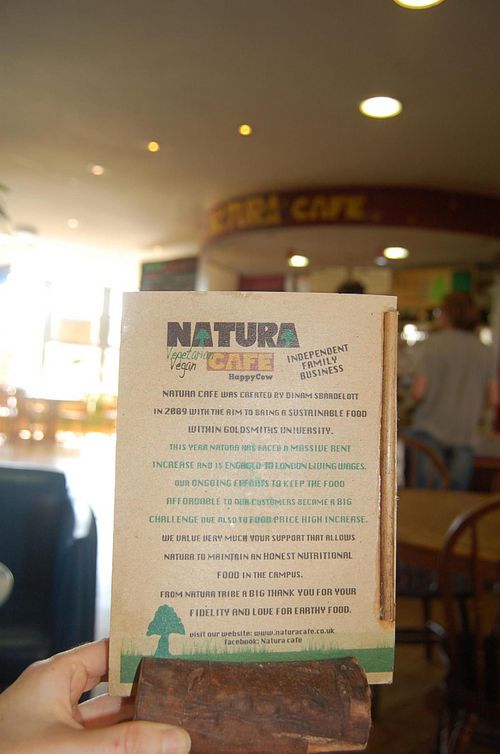 NATURA CAFE
NATURA
Vegetarian
Vegan
CAFE
HappyCow
INDEPENDENT
FAMILY
BUSINESS
NATURA CAFE WAS CREATED BY DINAM SBARDELOTT
IN 2009 WITH THE AIM TO BRING A SUSTAINABLE FOOD
WITHIN GOLDSMITHS UNIVERSITY.
THIS YEAR NATURA HAS FACED A MASSIVE RENT
INCREASE AND IS ENGAGED TO LONDON LIVING WAGES.
OUR ONGOING EFFORTS TO KEEP THE FOOD
AFFORDABLE TO OUR CUSTOMERS BECAME A BIG
CHALLENGE DUE ALSO TO FOOD PRICE HIGH INCREASE.
WE VALUE VERY MUCH YOUR SUPPORT THAT ALLOWS
NATURA TO MAINTAIN AN HONEST NUTRITIONAL
FOOD IN THE CAMPUS.
FROM NATURA TRIBE A BIG THANK YOU FOR YOUR
FIDELITY AND LOVE FOR EARTHY FOOD.
visit our website: www.naturacafe.co.uk
facebook: Natura cafe